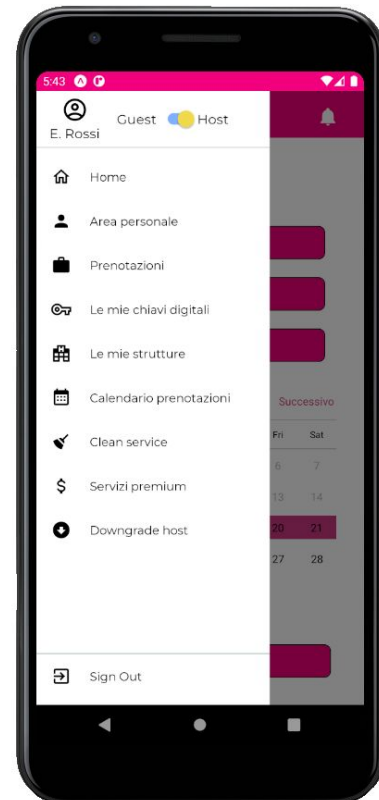 5:43
E. Rossi
Guest Host
Home
Area personale
Prenotazioni
Le mie chiavi digitali
Le mie strutture
Calendario prenotazioni
Clean service
Servizi premium
Downgrade host
Sign Out
Successivo
Fri Sat
6 7
13 14
20 21
27 28